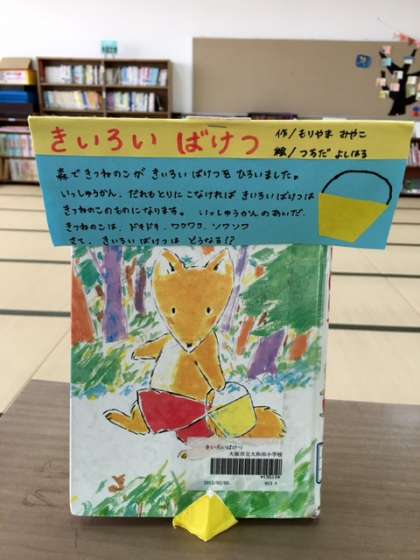 きいろい ばけつ
作/もりやま みやこ
絵/つちだ よしはる
森できつねのこが きいろい ばけつを ひろいました。
いっしゅうかん、だれもとりにこなければ きいろい ばけつは
きつねのこのものになります。 いっしゅうかんのあいだ、
きつねのこは、ドキドキ、ワクワク、ソワソワ
さて、きいろい ばけつは どうなる!?
きいろいばけつ